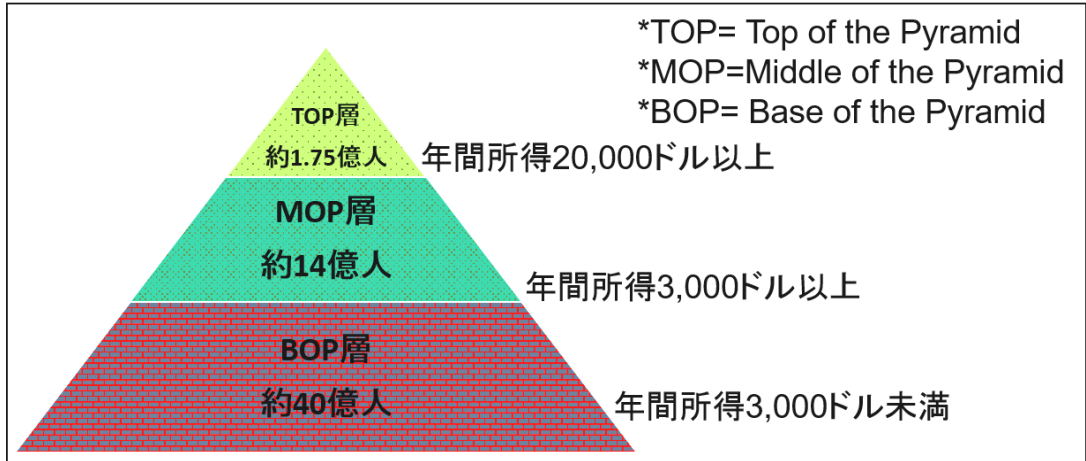 *TOP= Top of the Pyramid
*MOP=Middle of the Pyramid
*BOP= Base of the Pyramid
TOP層
約1.75億人
年間所得20,000ドル以上
MOP層
約14億人
年間所得3,000ドル以上
BOP層
約40億人
年間所得3,000ドル未満